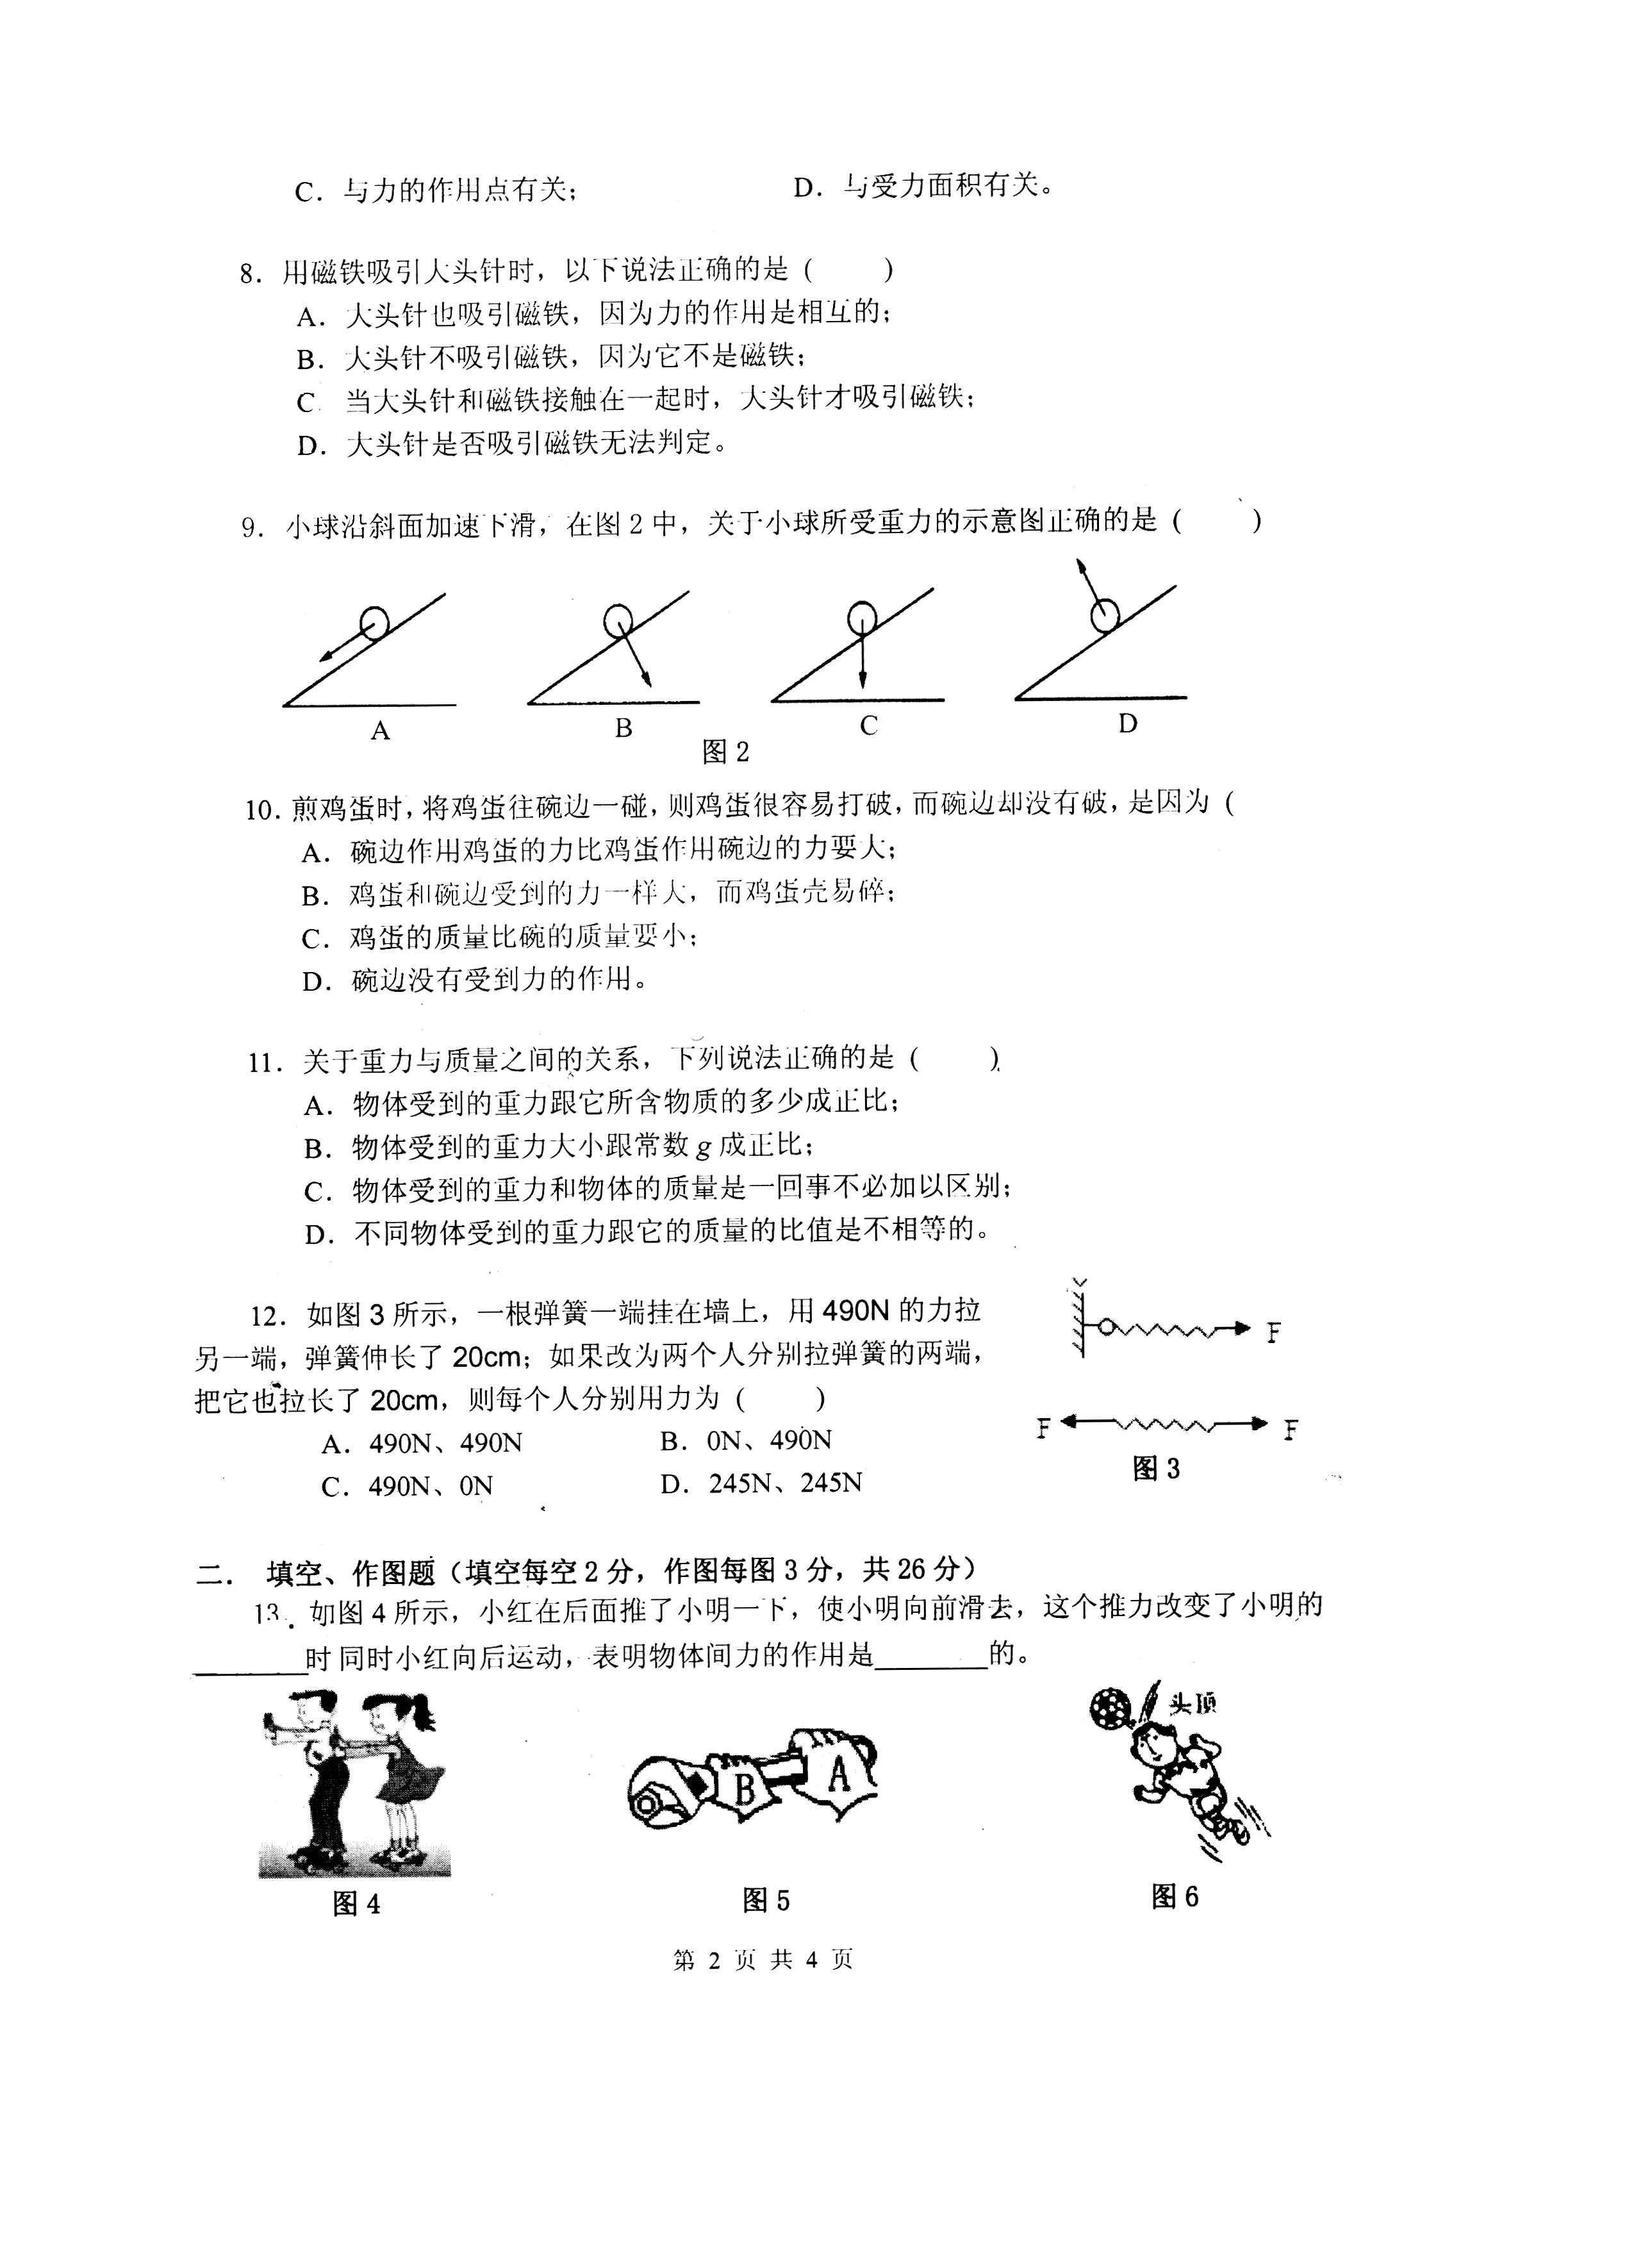 C. 与力的作用点有关； D. 与受力面积有关。
8. 用磁铁吸引大头针时，以下说法正确的是（ ）
A. 大头针也吸引磁铁，因为力的作用是相互的；
B. 大头针不吸引磁铁，因为它不是磁铁；
C. 当大头针和磁铁接触在一起时，大头针才吸引磁铁；
D. 大头针是否吸引磁铁无法判定。
9. 小球沿斜面加速下滑，在图 2 中，关于小球所受重力的示意图正确的是（ ）
A B C D
图 2
10. 煎鸡蛋时，将鸡蛋往碗边一碰，则鸡蛋很容易打破，而碗边却没有破，是因为（
A. 碗边作用鸡蛋的力比鸡蛋作用碗边的力要大；
B. 鸡蛋和碗边受到的力一样大，而鸡蛋壳易碎；
C. 鸡蛋的质量比碗的质量要小；
D. 碗边没有受到力的作用。
11. 关于重力与质量之间的关系，下列说法正确的是（ ）
A. 物体受到的重力跟它所含物质的多少成正比；
B. 物体受到的重力大小跟常数 g 成正比；
C. 物体受到的重力和物体的质量是一回事不必加以区别；
D. 不同物体受到的重力跟它的质量的比值是不相等的。
12. 如图 3 所示，一根弹簧一端挂在墙上，用 490N 的力拉
另一端，弹簧伸长了 20cm；如果改为两个人分别拉弹簧的两端，
把它也拉长了 20cm，则每个人分别用力为（ ）
A. 490N、490N B. 0N、490N
C. 490N、0N D. 245N、245N
F
F F
图 3
二. 填空、作图题（填空每空 2 分，作图每图 3 分，共 26 分）
13. 如图 4 所示，小红在后面推了小明一下，使小明向前滑去，这个推力改变了小明的
________时 同时小红向后运动，表明物体间力的作用是________的。
B A
头顶
图 4 图 5 图 6
第 2 页 共 4 页